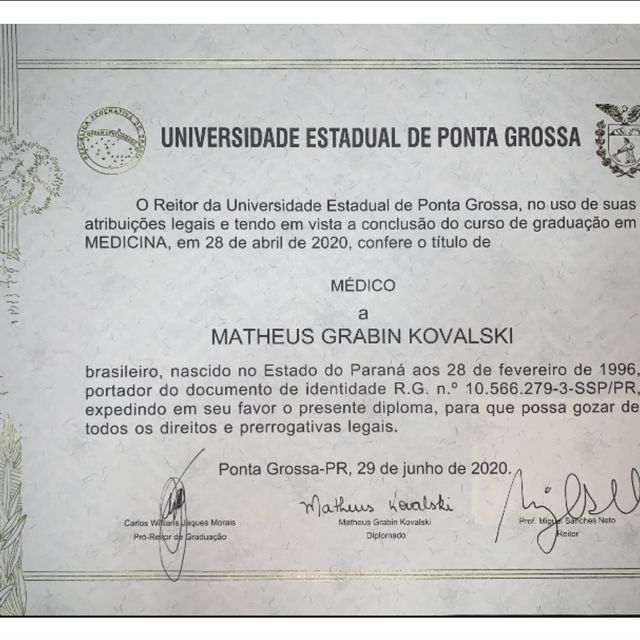 UNIVERSIDADE ESTADUAL DE PONTA GROSSA
O Reitor da Universidade Estadual de Ponta Grossa, no uso de suas
atribuições legais e tendo em vista a conclusão do curso de graduação em
MEDICINA, em 28 de abril de 2020, confere o título de
MÉDICO
a
MATHEUS GRABIN KOVALSKI
brasileiro, nascido no Estado do Paraná aos 28 de fevereiro de 1996,
portador do documento de identidade R.G. n.º 10.566.279-3-SSP/PR,
expedindo em seu favor o presente diploma, para que possa gozar de
todos os direitos e prerrogativas legais.
Ponta Grossa-PR, 29 de junho de 2020.
Matheus Kovalski
Carlos Willians Jaques Morais
Pró-Reitor de Graduação
Matheus Grabin Kovalski
Diplomado
Prof. Miguel Sanches Neto
Reitor